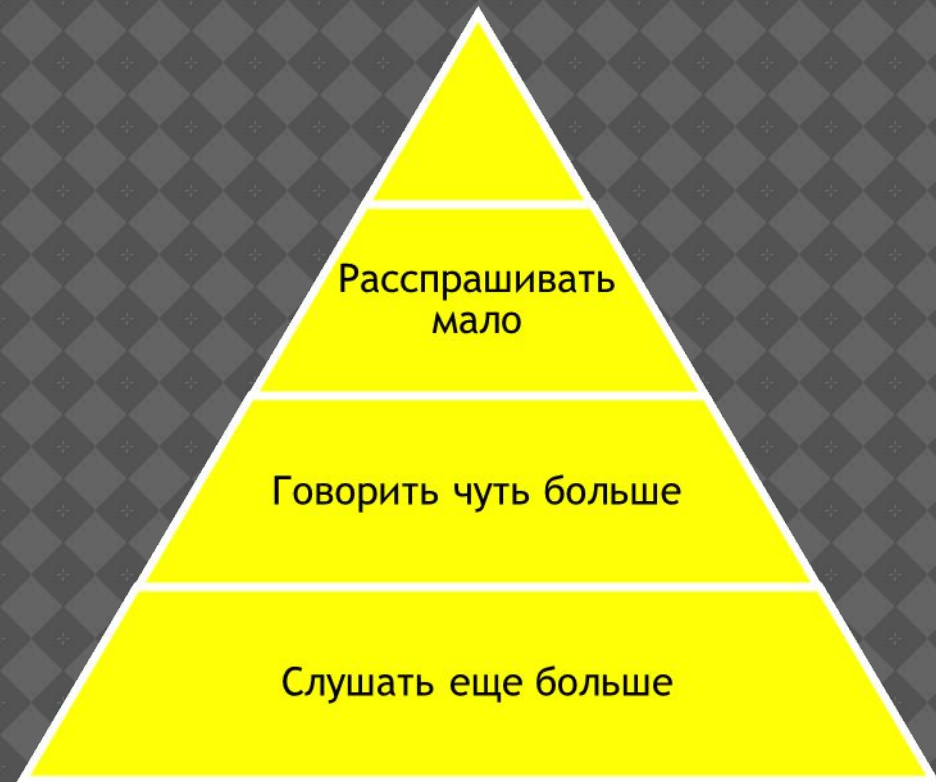 Расспрашивать
мало
Говорить чуть больше
Слушать еще больше